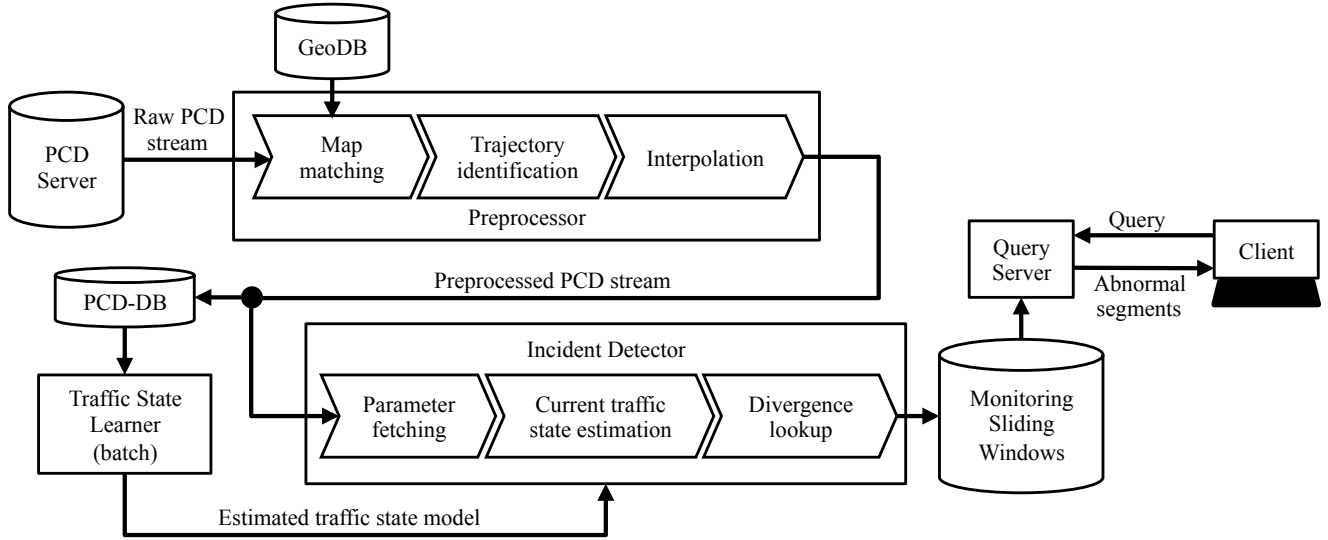 GeoDB
Raw PCD
stream
PCD
Server
Map
matching
Trajectory
identification
Interpolation
Preprocessor
Query
Server
Query
Client
Abnormal
segments
Preprocessed PCD stream
PCD-DB
Incident Detector
Traffic State
Learner
(batch)
Parameter
fetching
Current traffic
state estimation
Divergence
lookup
Monitoring
Sliding
Windows
Estimated traffic state model